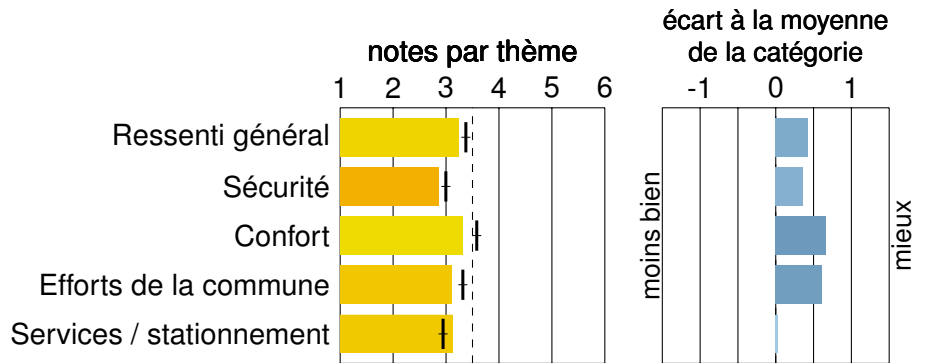 notes par thème
1 2 3 4 5 6
Ressenti général
Sécurité
Confort
Efforts de la commune
Services / stationnement
écart à la moyenne
de la catégorie
-1 0 1
moins bien
mieux